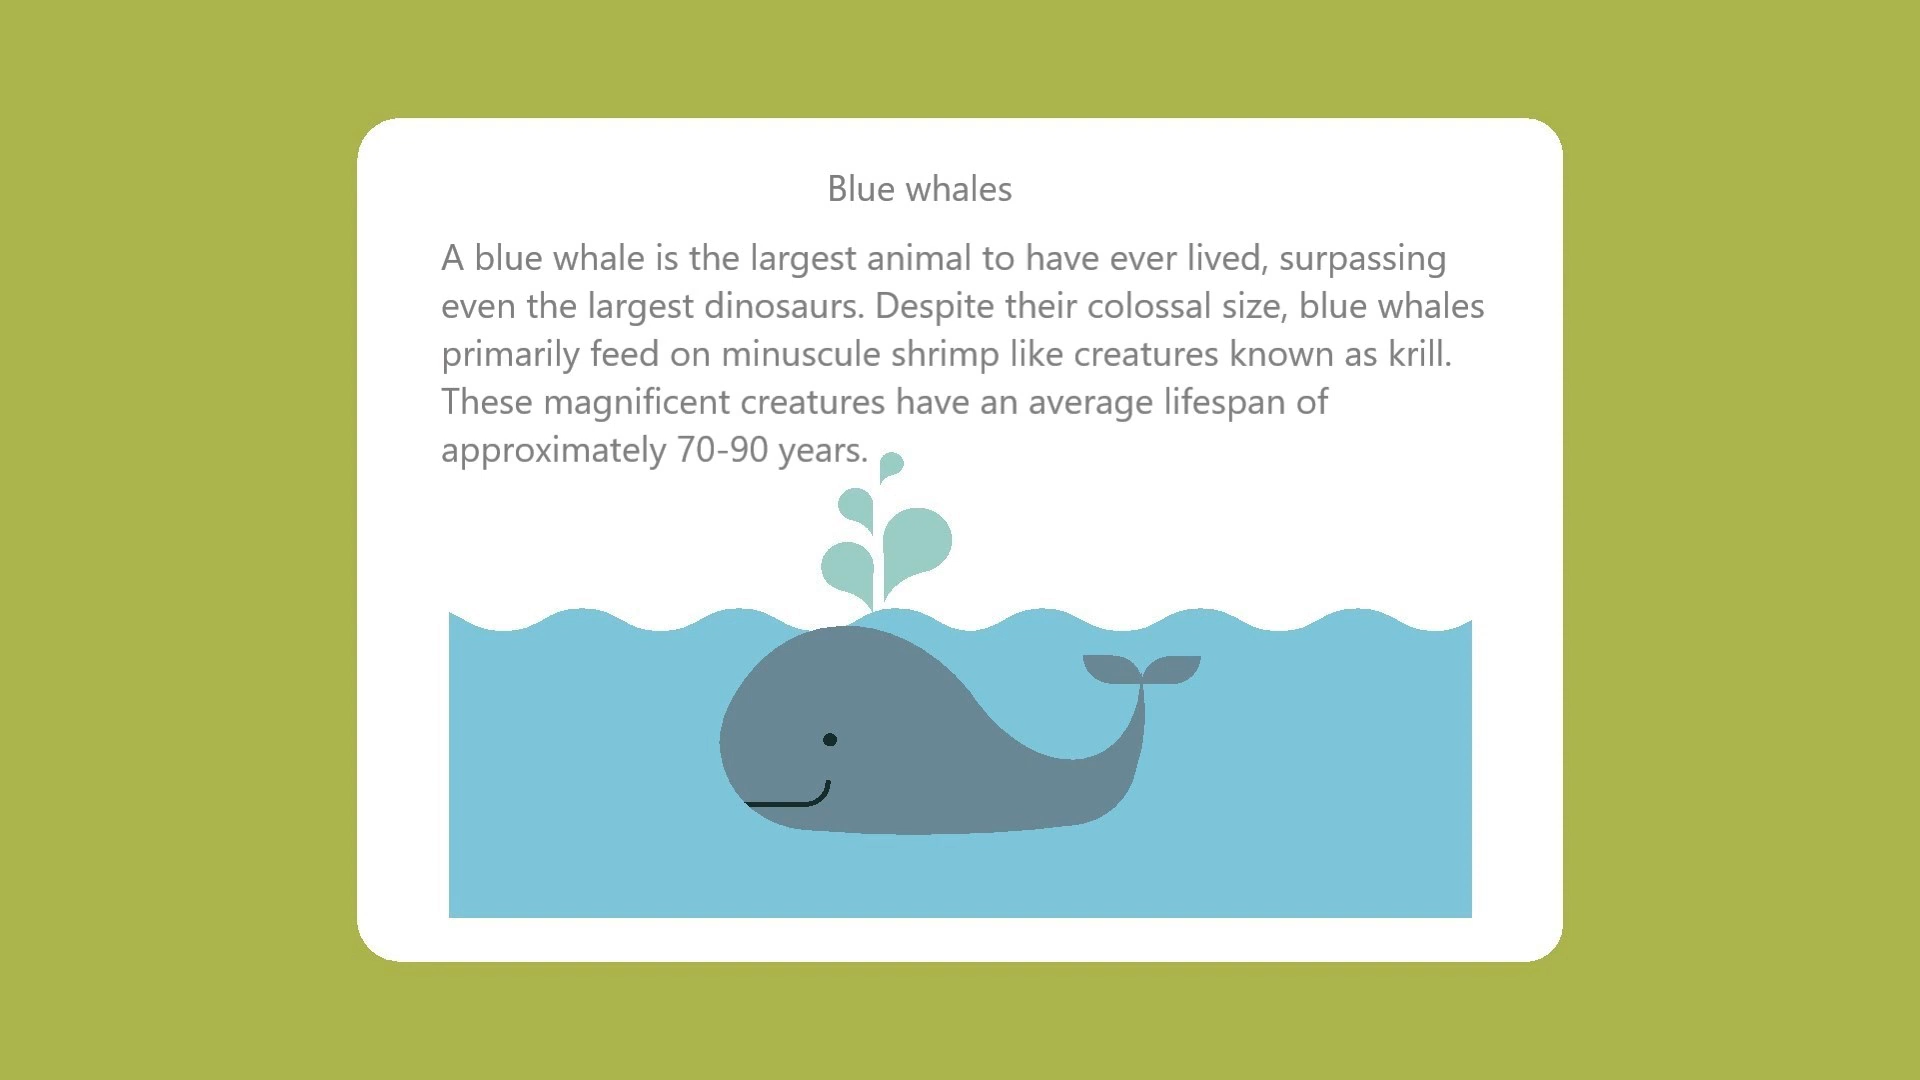 Blue whales
A blue whale is the largest animal to have ever lived, surpassing
even the largest dinosaurs. Despite their colossal size, blue whales
primarily feed on minuscule shrimp like creatures known as krill.
These magnificent creatures have an average lifespan of
approximately 70-90 years.